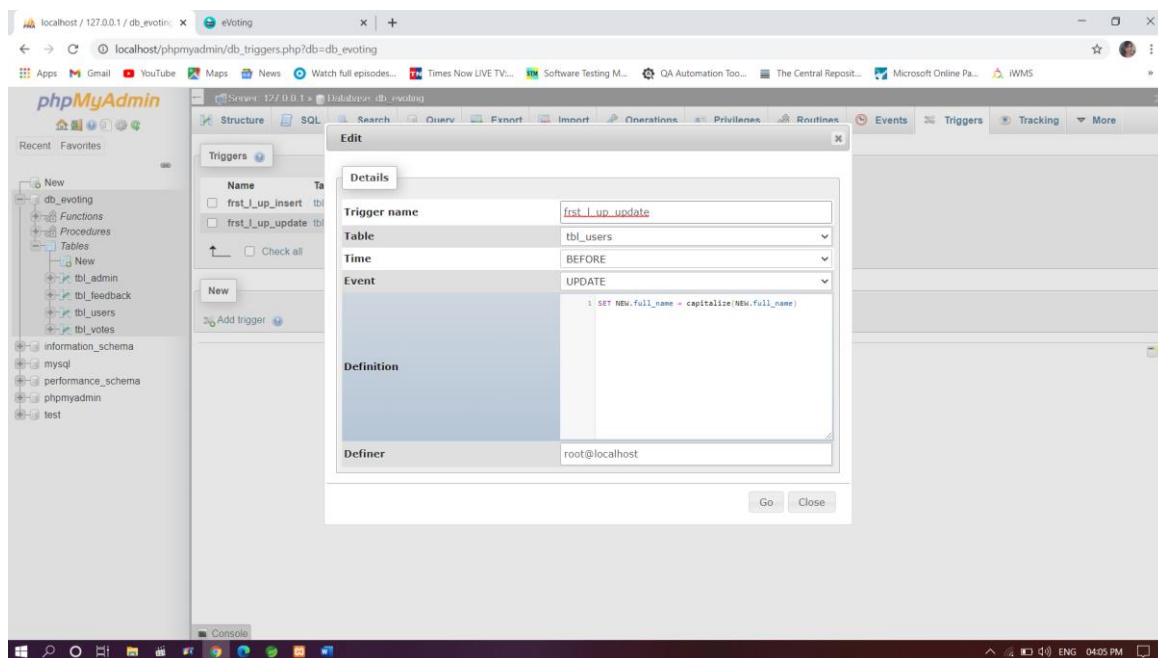 localhost / 127.0.0.1 / db_evoting
eVoting
localhost/phpmyadmin/db_triggers.php?db=db_evoting
Apps Gmail YouTube Maps News Watch full episodes... Times Now LIVE TV:... Software Testing M... QA Automation Too... The Central Reposit... Microsoft Online Pa... iWMS »
phpMyAdmin
Recent Favorites
New
db_evoting
Functions
Procedures
Tables
New
tbl_admin
tbl_feedback
tbl_users
tbl_votes
information_schema
mysql
performance_schema
phpmyadmin
test
Server: 127.0.0.1 » Database: db_evoting
Structure SQL Search Query Export Import Operations Privileges Routines Events Triggers Tracking More
Triggers
Name Ta
frst_l_up_insert tbl
frst_l_up_update tbl
Check all
New
Add trigger
Edit
Details
Trigger name frst_l_up_update
Table tbl_users
Time BEFORE
Event UPDATE
Definition
1 SET NEW.full_name = capitalize(NEW.full_name)
Definer root@localhost
Go Close
Console
ENG 04:05 PM